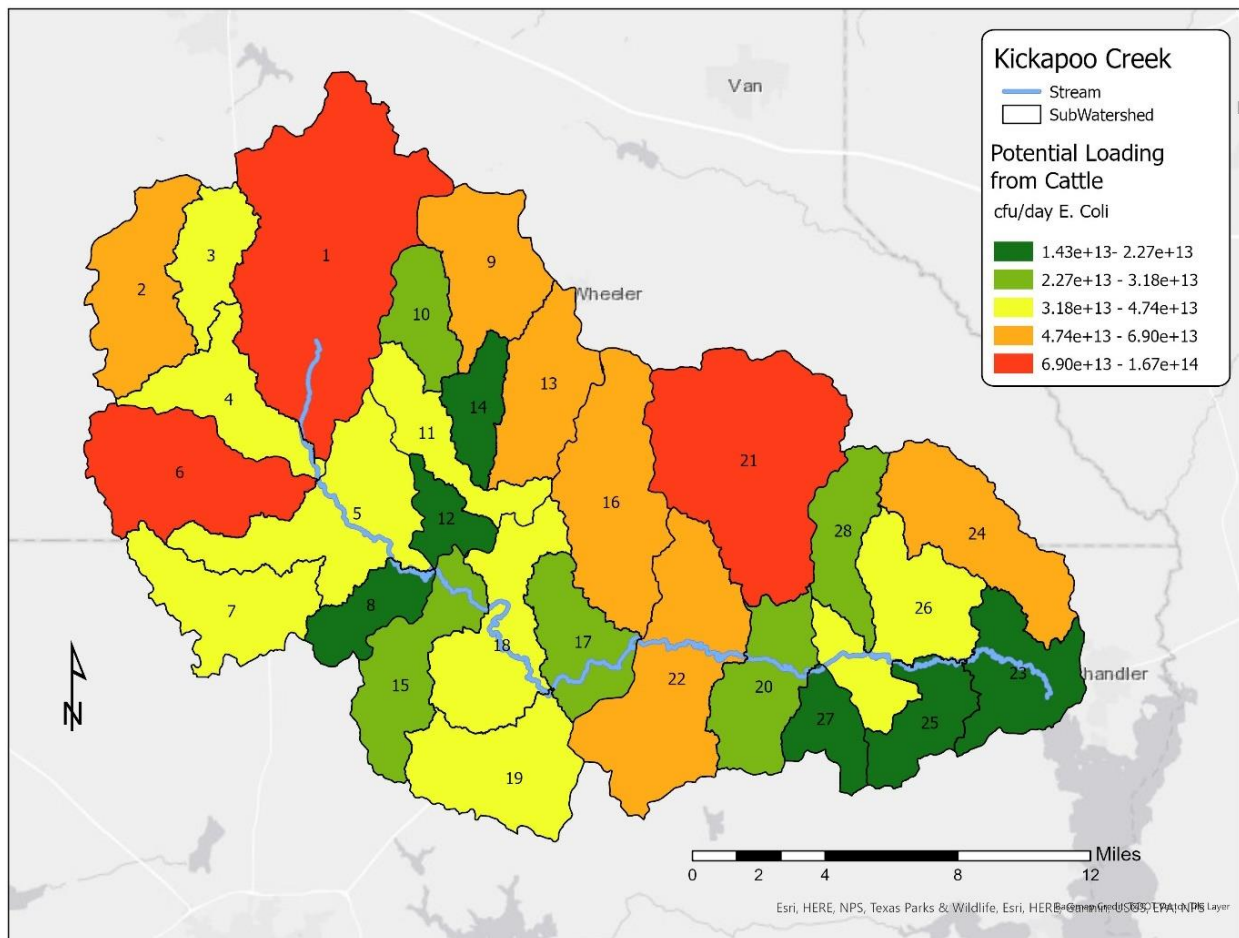 Kickapoo Creek
Stream
SubWatershed
Potential Loading
from Cattle
cfu/day E. Coli
1.43e+13- 2.27e+13
2.27e+13 - 3.18e+13
3.18e+13 - 4.74e+13
4.74e+13 - 6.90e+13
6.90e+13 - 1.67e+14
Van
Wheeler
handler
1
2
3
4
5
6
7
8
9
10
11
12
13
14
15
16
17
18
19
20
21
22
23
24
25
26
27
28
N
Miles
0 2 4 8 12
Esri, HERE, NPS, Texas Parks & Wildlife, Esri, HERE, Garmin, USGS, EPA, NPS